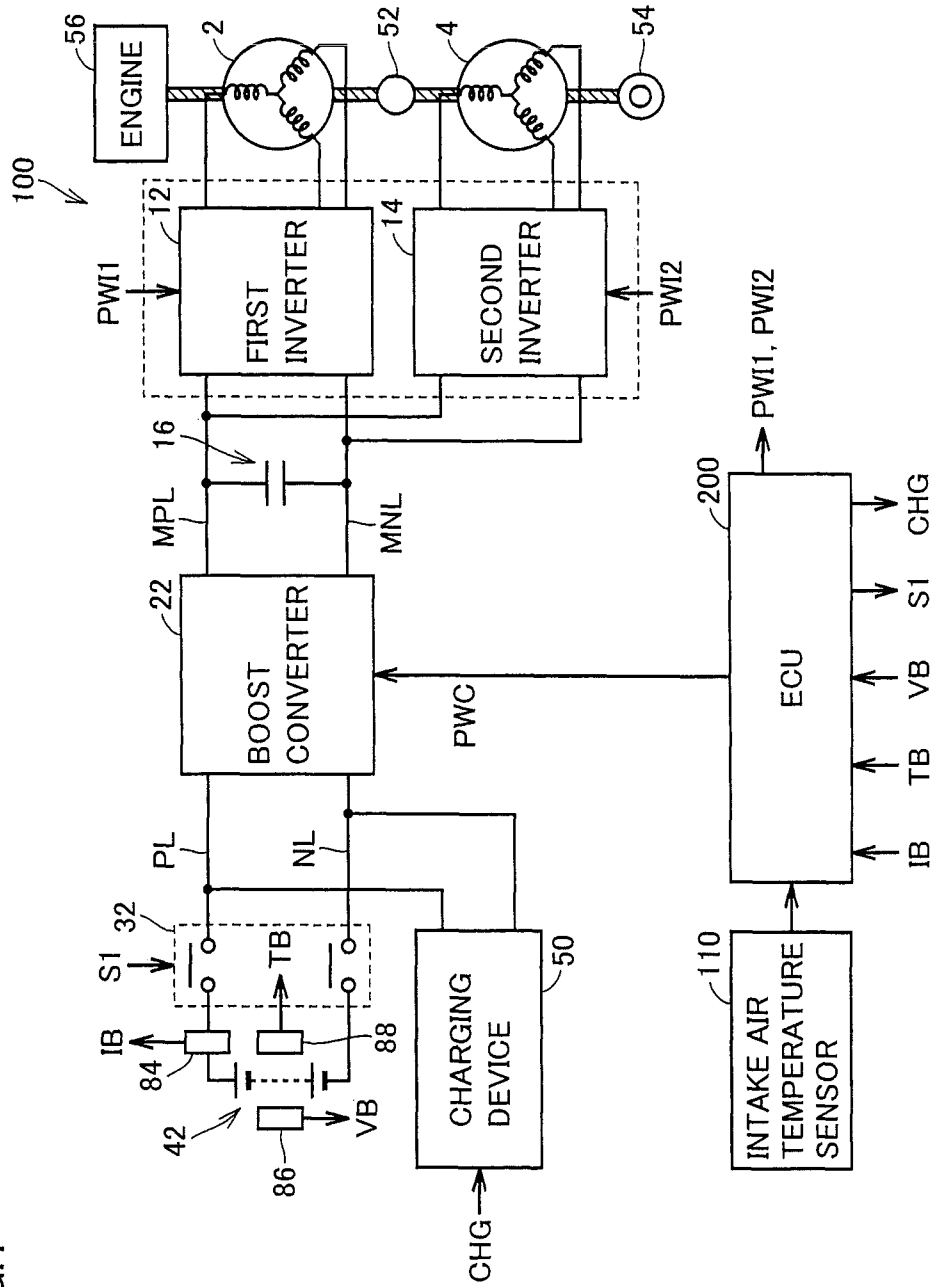 100
56
ENGINE
2
52
4
54
12
FIRST
INVERTER
PWI1
14
SECOND
INVERTER
PWI2
16
MPL
MNL
22
BOOST
CONVERTER
PWC
PL
NL
32
S1
TB
IB
84
88
42
86
VB
50
CHARGING
DEVICE
CHG
200
ECU
PWI1, PWI2
IB
TB
VB
S1
CHG
110
INTAKE AIR
TEMPERATURE
SENSOR